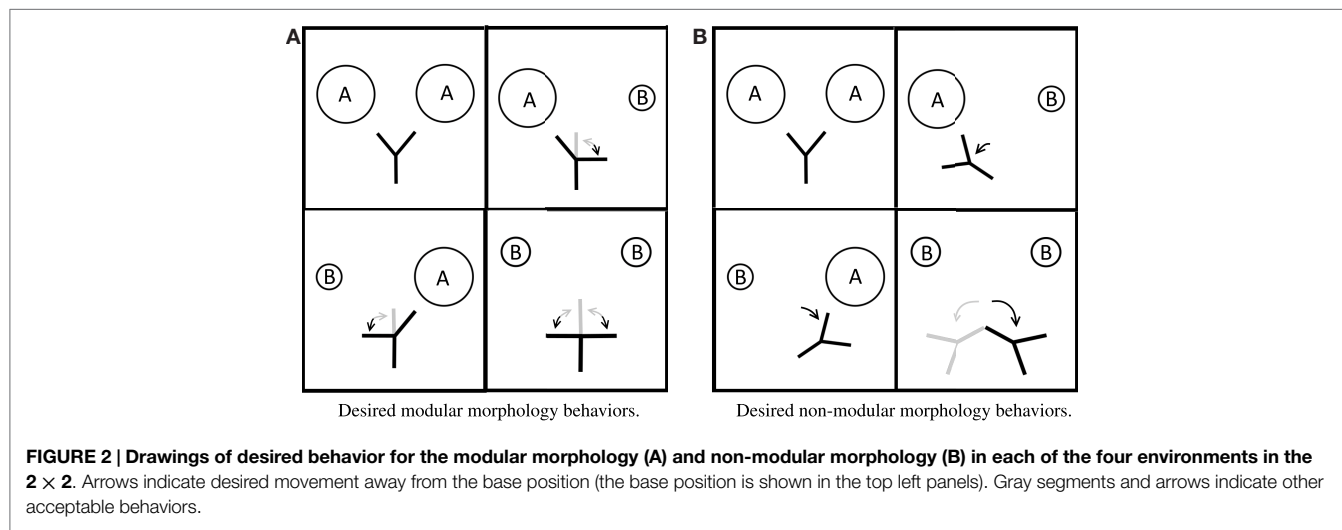 A
B
A
A
A
B
A
A
A
B
B
A
B
B
B
A
B
B
Desired modular morphology behaviors.
Desired non-modular morphology behaviors.
FIGURE 2 | Drawings of desired behavior for the modular morphology (A) and non-modular morphology (B) in each of the four environments in the
2 × 2. Arrows indicate desired movement away from the base position (the base position is shown in the top left panels). Gray segments and arrows indicate other
acceptable behaviors.